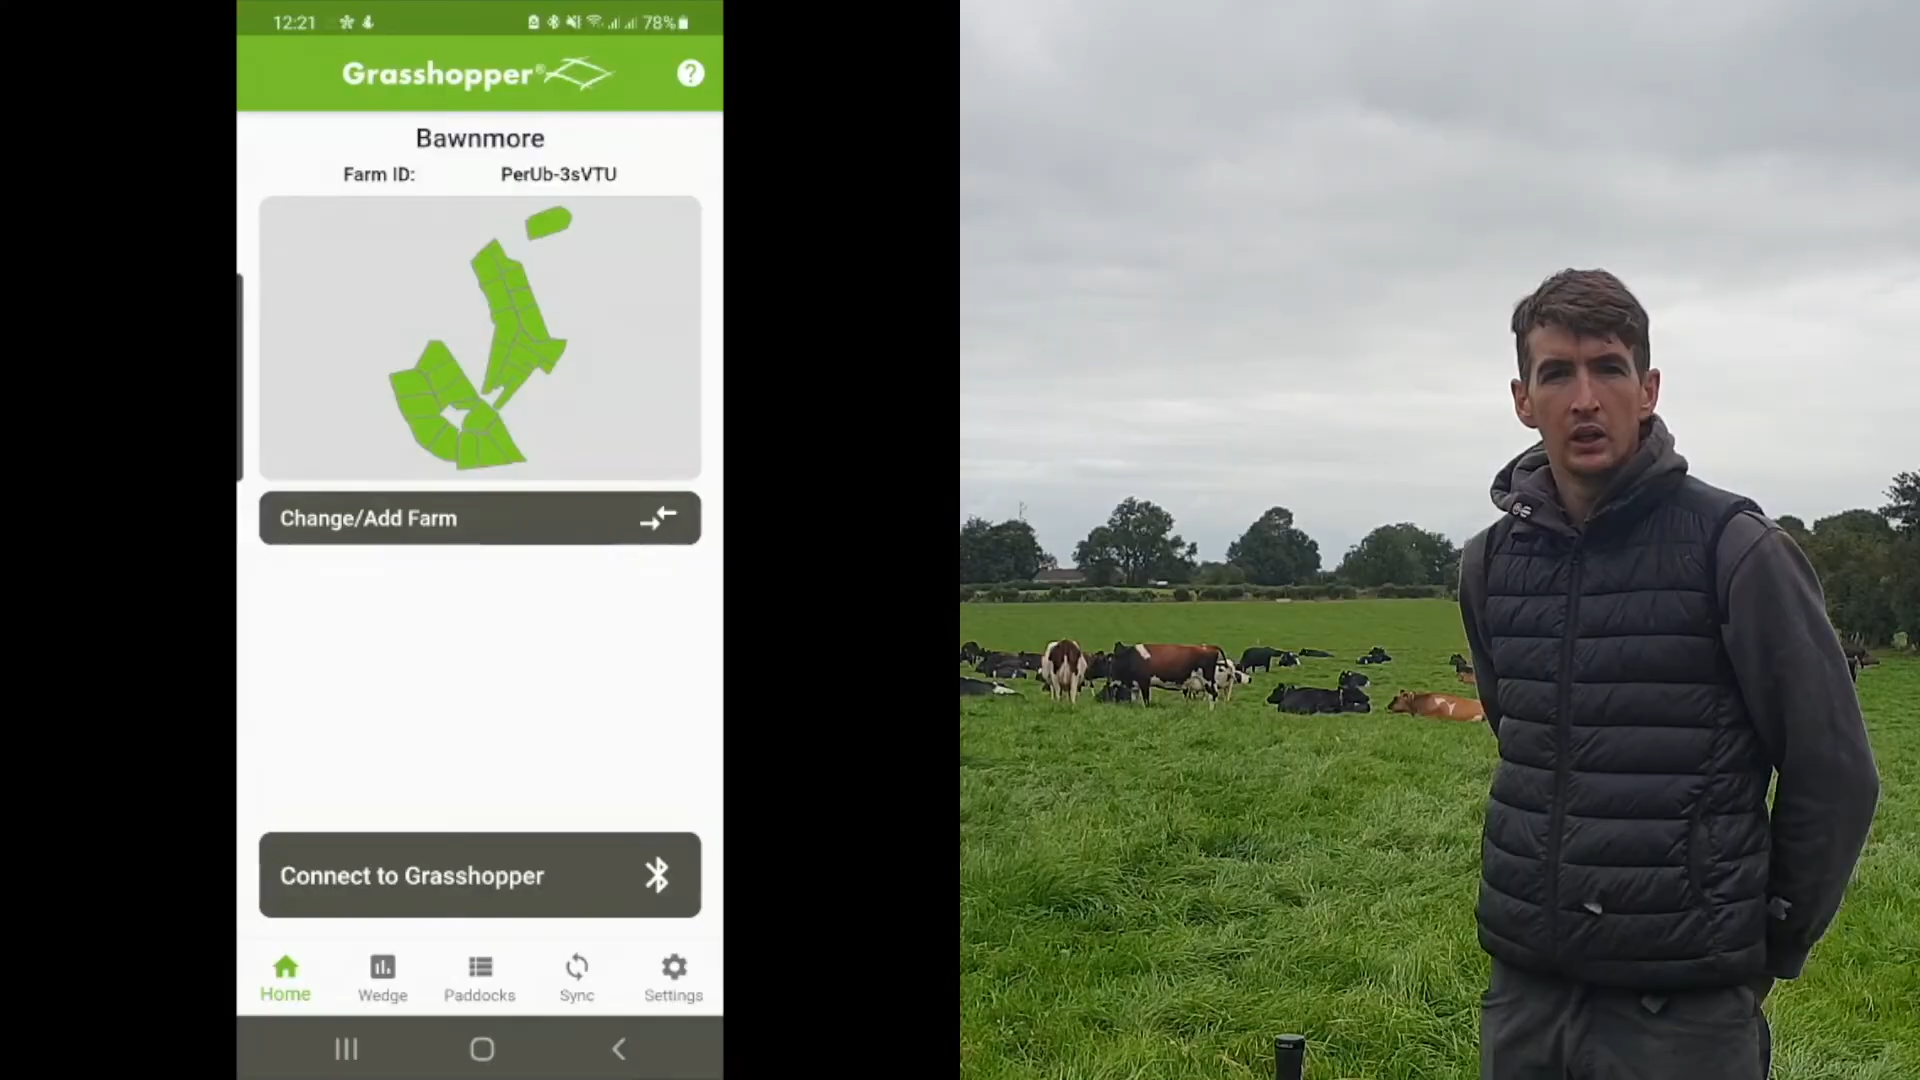 12:21
78%
Grasshopper®
?
Bawnmore
Farm ID: PerUb-3sVTU
Change/Add Farm
Connect to Grasshopper
Home Wedge Paddocks Sync Settings